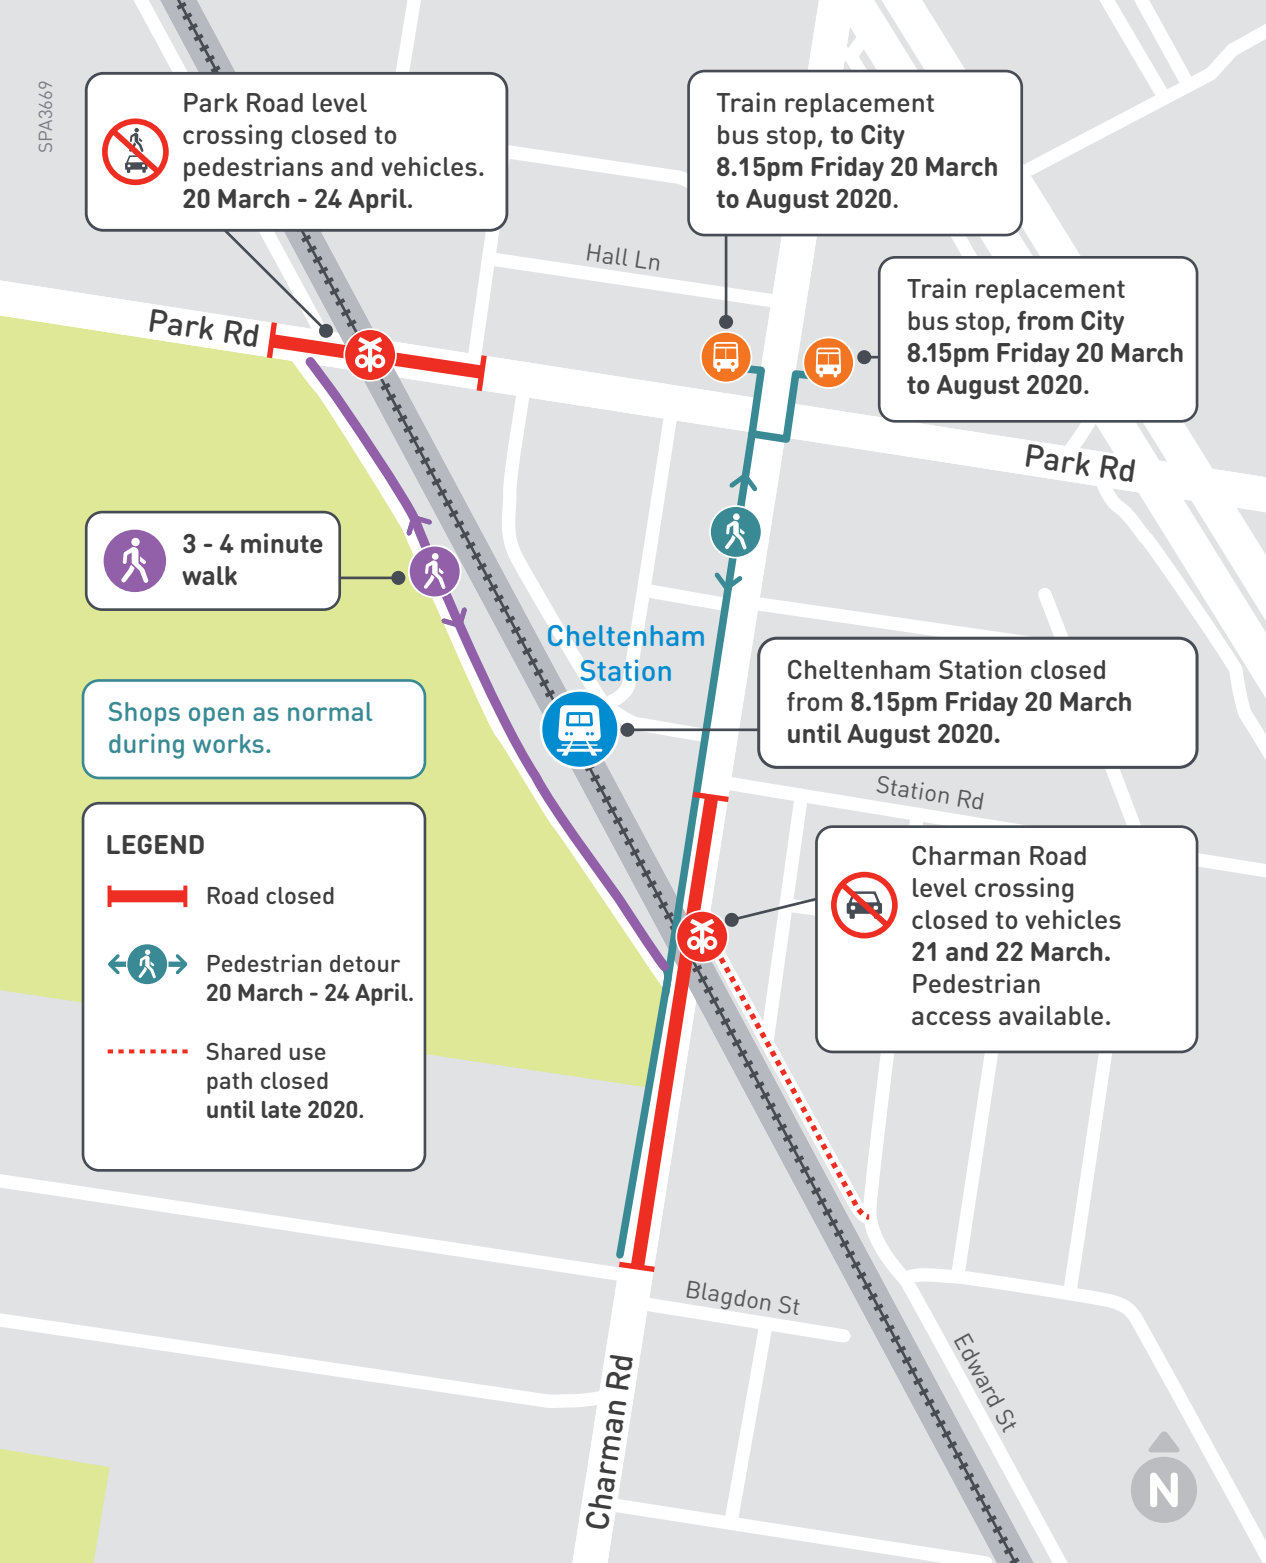 SPA3669
Park Road level
crossing closed to
pedestrians and vehicles.
20 March - 24 April.
Train replacement
bus stop, to City
8.15pm Friday 20 March
to August 2020.
Hall Ln
Train replacement
bus stop, from City
8.15pm Friday 20 March
to August 2020.
Park Rd
Park Rd
3 - 4 minute
walk
Cheltenham
Station
Cheltenham Station closed
from 8.15pm Friday 20 March
until August 2020.
Shops open as normal
during works.
Station Rd
LEGEND
Road closed
Pedestrian detour
20 March - 24 April.
Shared use
path closed
until late 2020.
Charman Road
level crossing
closed to vehicles
21 and 22 March.
Pedestrian
access available.
Blagdon St
Edward St
Charman Rd
N